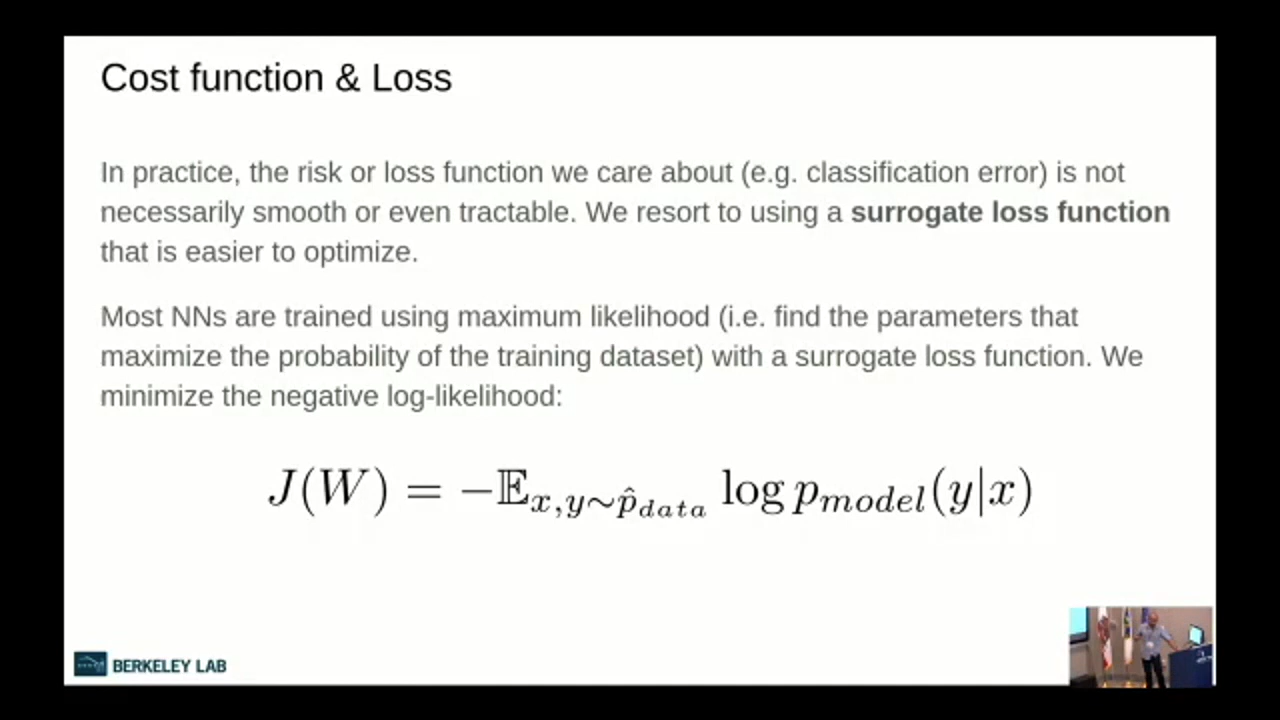 Cost function & Loss
In practice, the risk or loss function we care about (e.g. classification error) is not
necessarily smooth or even tractable. We resort to using a surrogate loss function
that is easier to optimize.
Most NNs are trained using maximum likelihood (i.e. find the parameters that
maximize the probability of the training dataset) with a surrogate loss function. We
minimize the negative log-likelihood:
J(W) = −𝔼_{x,y∼p̂_{data}} log p_{model}(y|x)
BERKELEY LAB